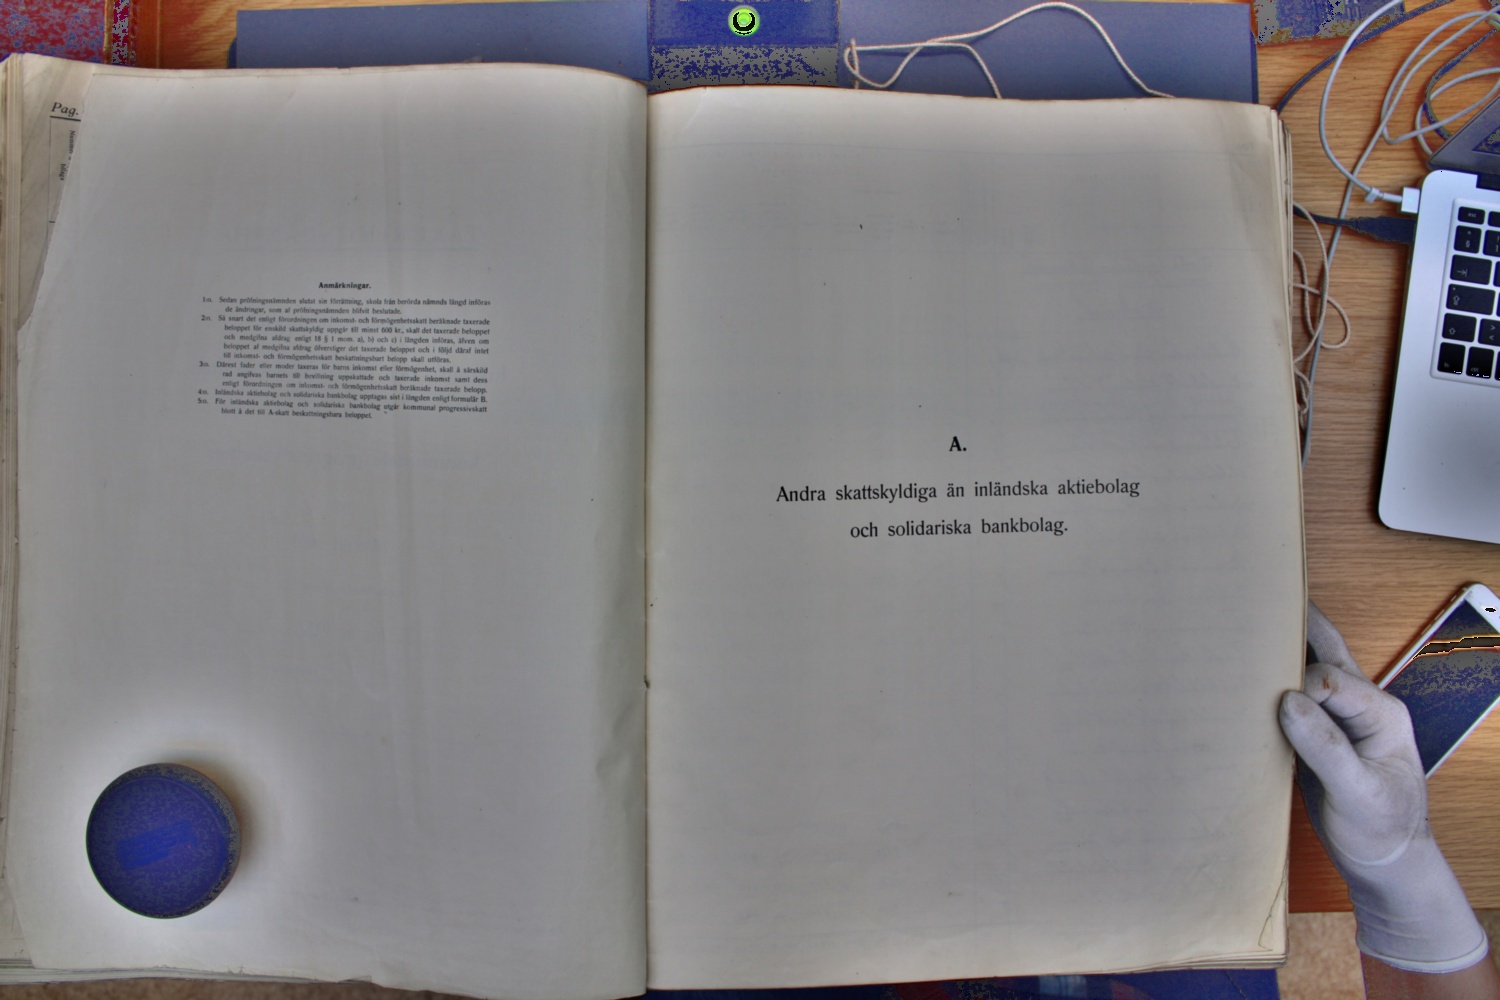 Pag.
Anmärkningar.
1:o. Sedan pröfningsnämnden slutat sin förrättning, skola från berörda nämnds längd införas
de ändringar, som af pröfningsnämnden blifvit beslutade.
2:o. Så snart det enligt förordningen om inkomst- och förmögenhetsskatt beräknade taxerade
beloppet för enskild skattskyldig uppgår till minst 600 kr., skall det taxerade beloppet
och medgifna afdrag enligt 18 § 1 mom. a), b) och c) i längden införas, äfven om
beloppet af medgifna afdrag öfverstiger det taxerade beloppet och i följd däraf intet
till inkomst- och förmögenhetsskatt beskattningsbart belopp skall utföras.
3:o. Därest fader eller moder taxeras för barns inkomst eller förmögenhet, skall å särskild
rad angifvas barnets till bevillning uppskattade och taxerade inkomst samt dess
enligt förordningen om inkomst- och förmögenhetsskatt beräknade taxerade belopp.
4:o. Inländska aktiebolag och solidariska bankbolag upptagas sist i längden enligt formulär B.
5:o. För inländska aktiebolag och solidariska bankbolag utgår kommunal progressivskatt
blott å det till A-skatt beskattningsbara beloppet.
A.
Andra skattskyldiga än inländska aktiebolag
och solidariska bankbolag.